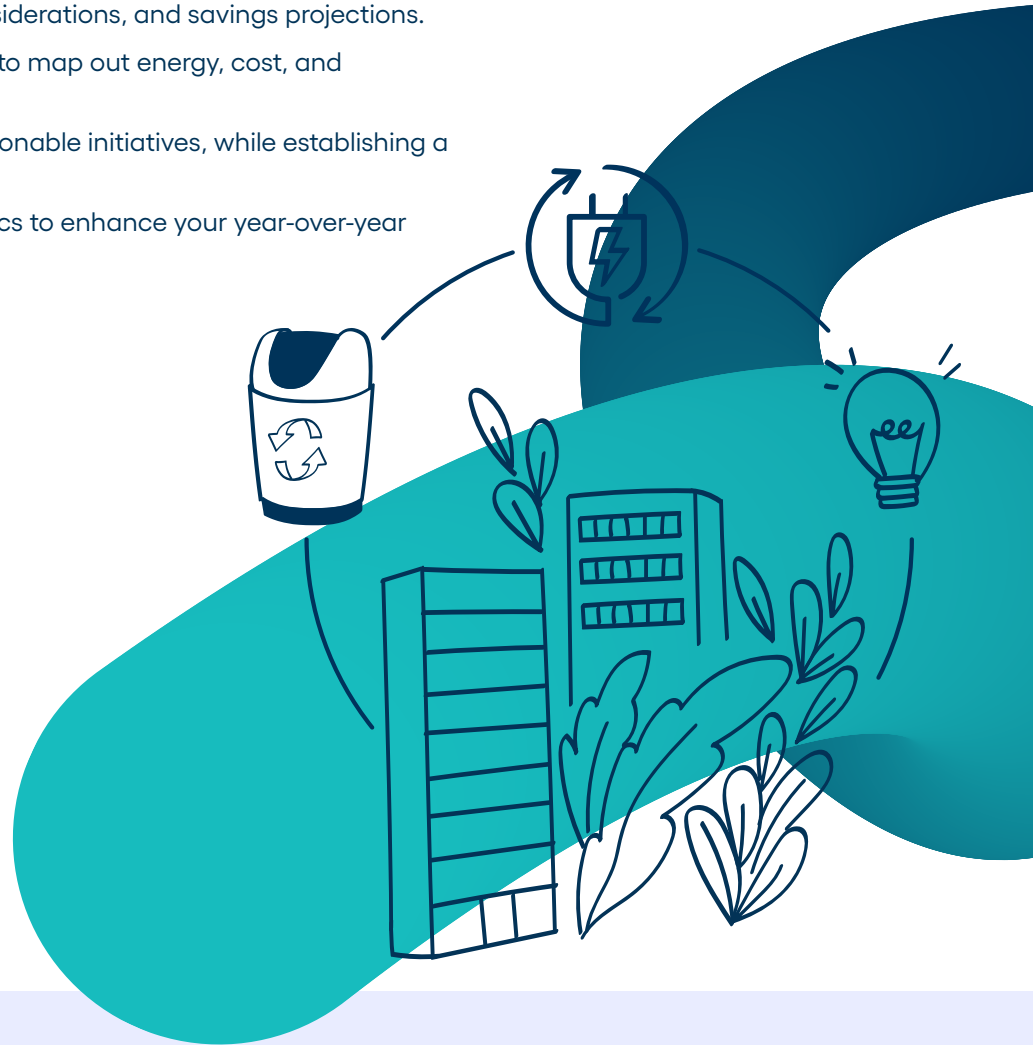 siderations, and savings projections.
to map out energy, cost, and
onable initiatives, while establishing a
cs to enhance your year-over-year